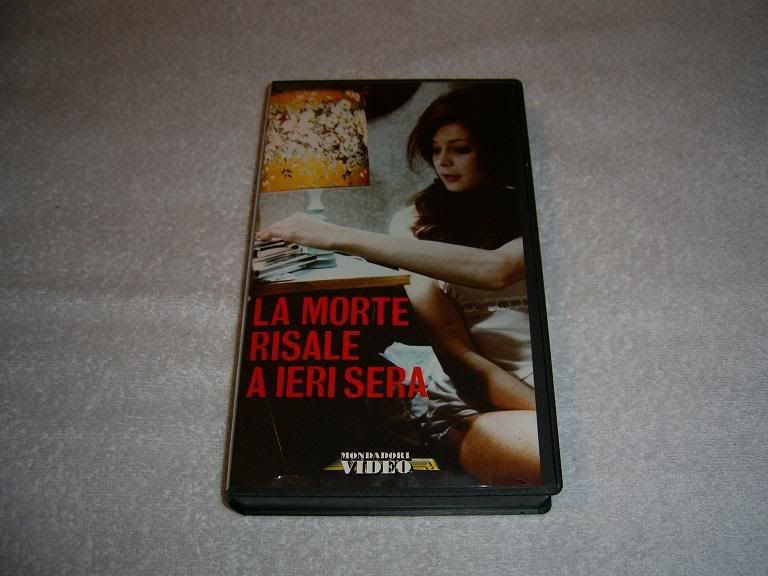 LA MORTE
RISALE
A IERI SERA
MONDADORI
VIDEO